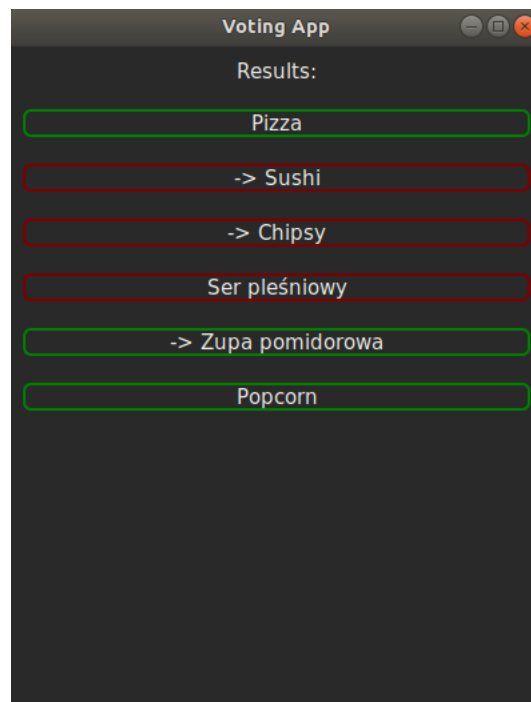 Voting App
Results:
Pizza
-> Sushi
-> Chipsy
Ser pleśniowy
-> Zupa pomidorowa
Popcorn